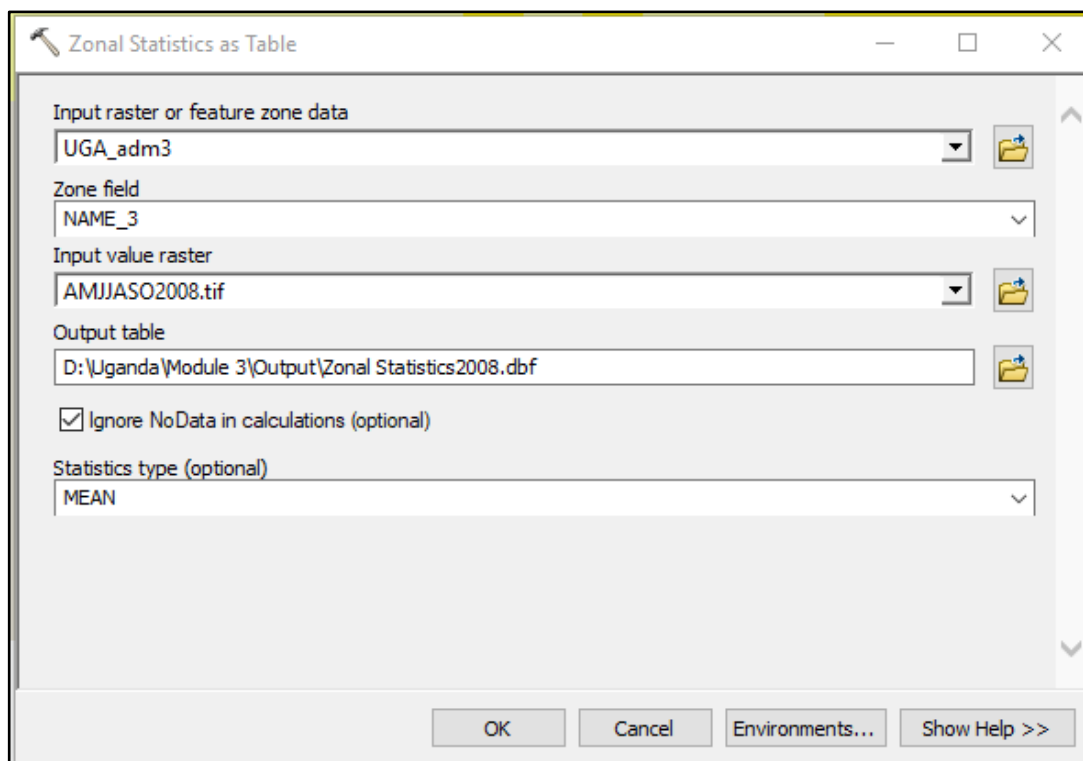 Zonal Statistics as Table
Input raster or feature zone data
UGA_adm3
Zone field
NAME_3
Input value raster
AMJJASO2008.tif
Output table
D:\Uganda\Module 3\Output\Zonal Statistics2008.dbf
Ignore NoData in calculations (optional)
Statistics type (optional)
MEAN
OK Cancel Environments... Show Help >>